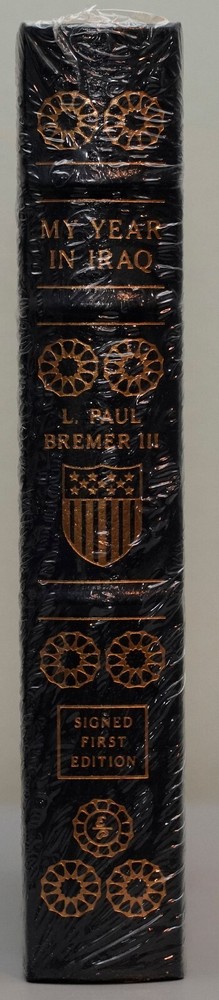 MY YEAR
IN IRAQ
L. PAUL
BREMER III
SIGNED
FIRST
EDITION